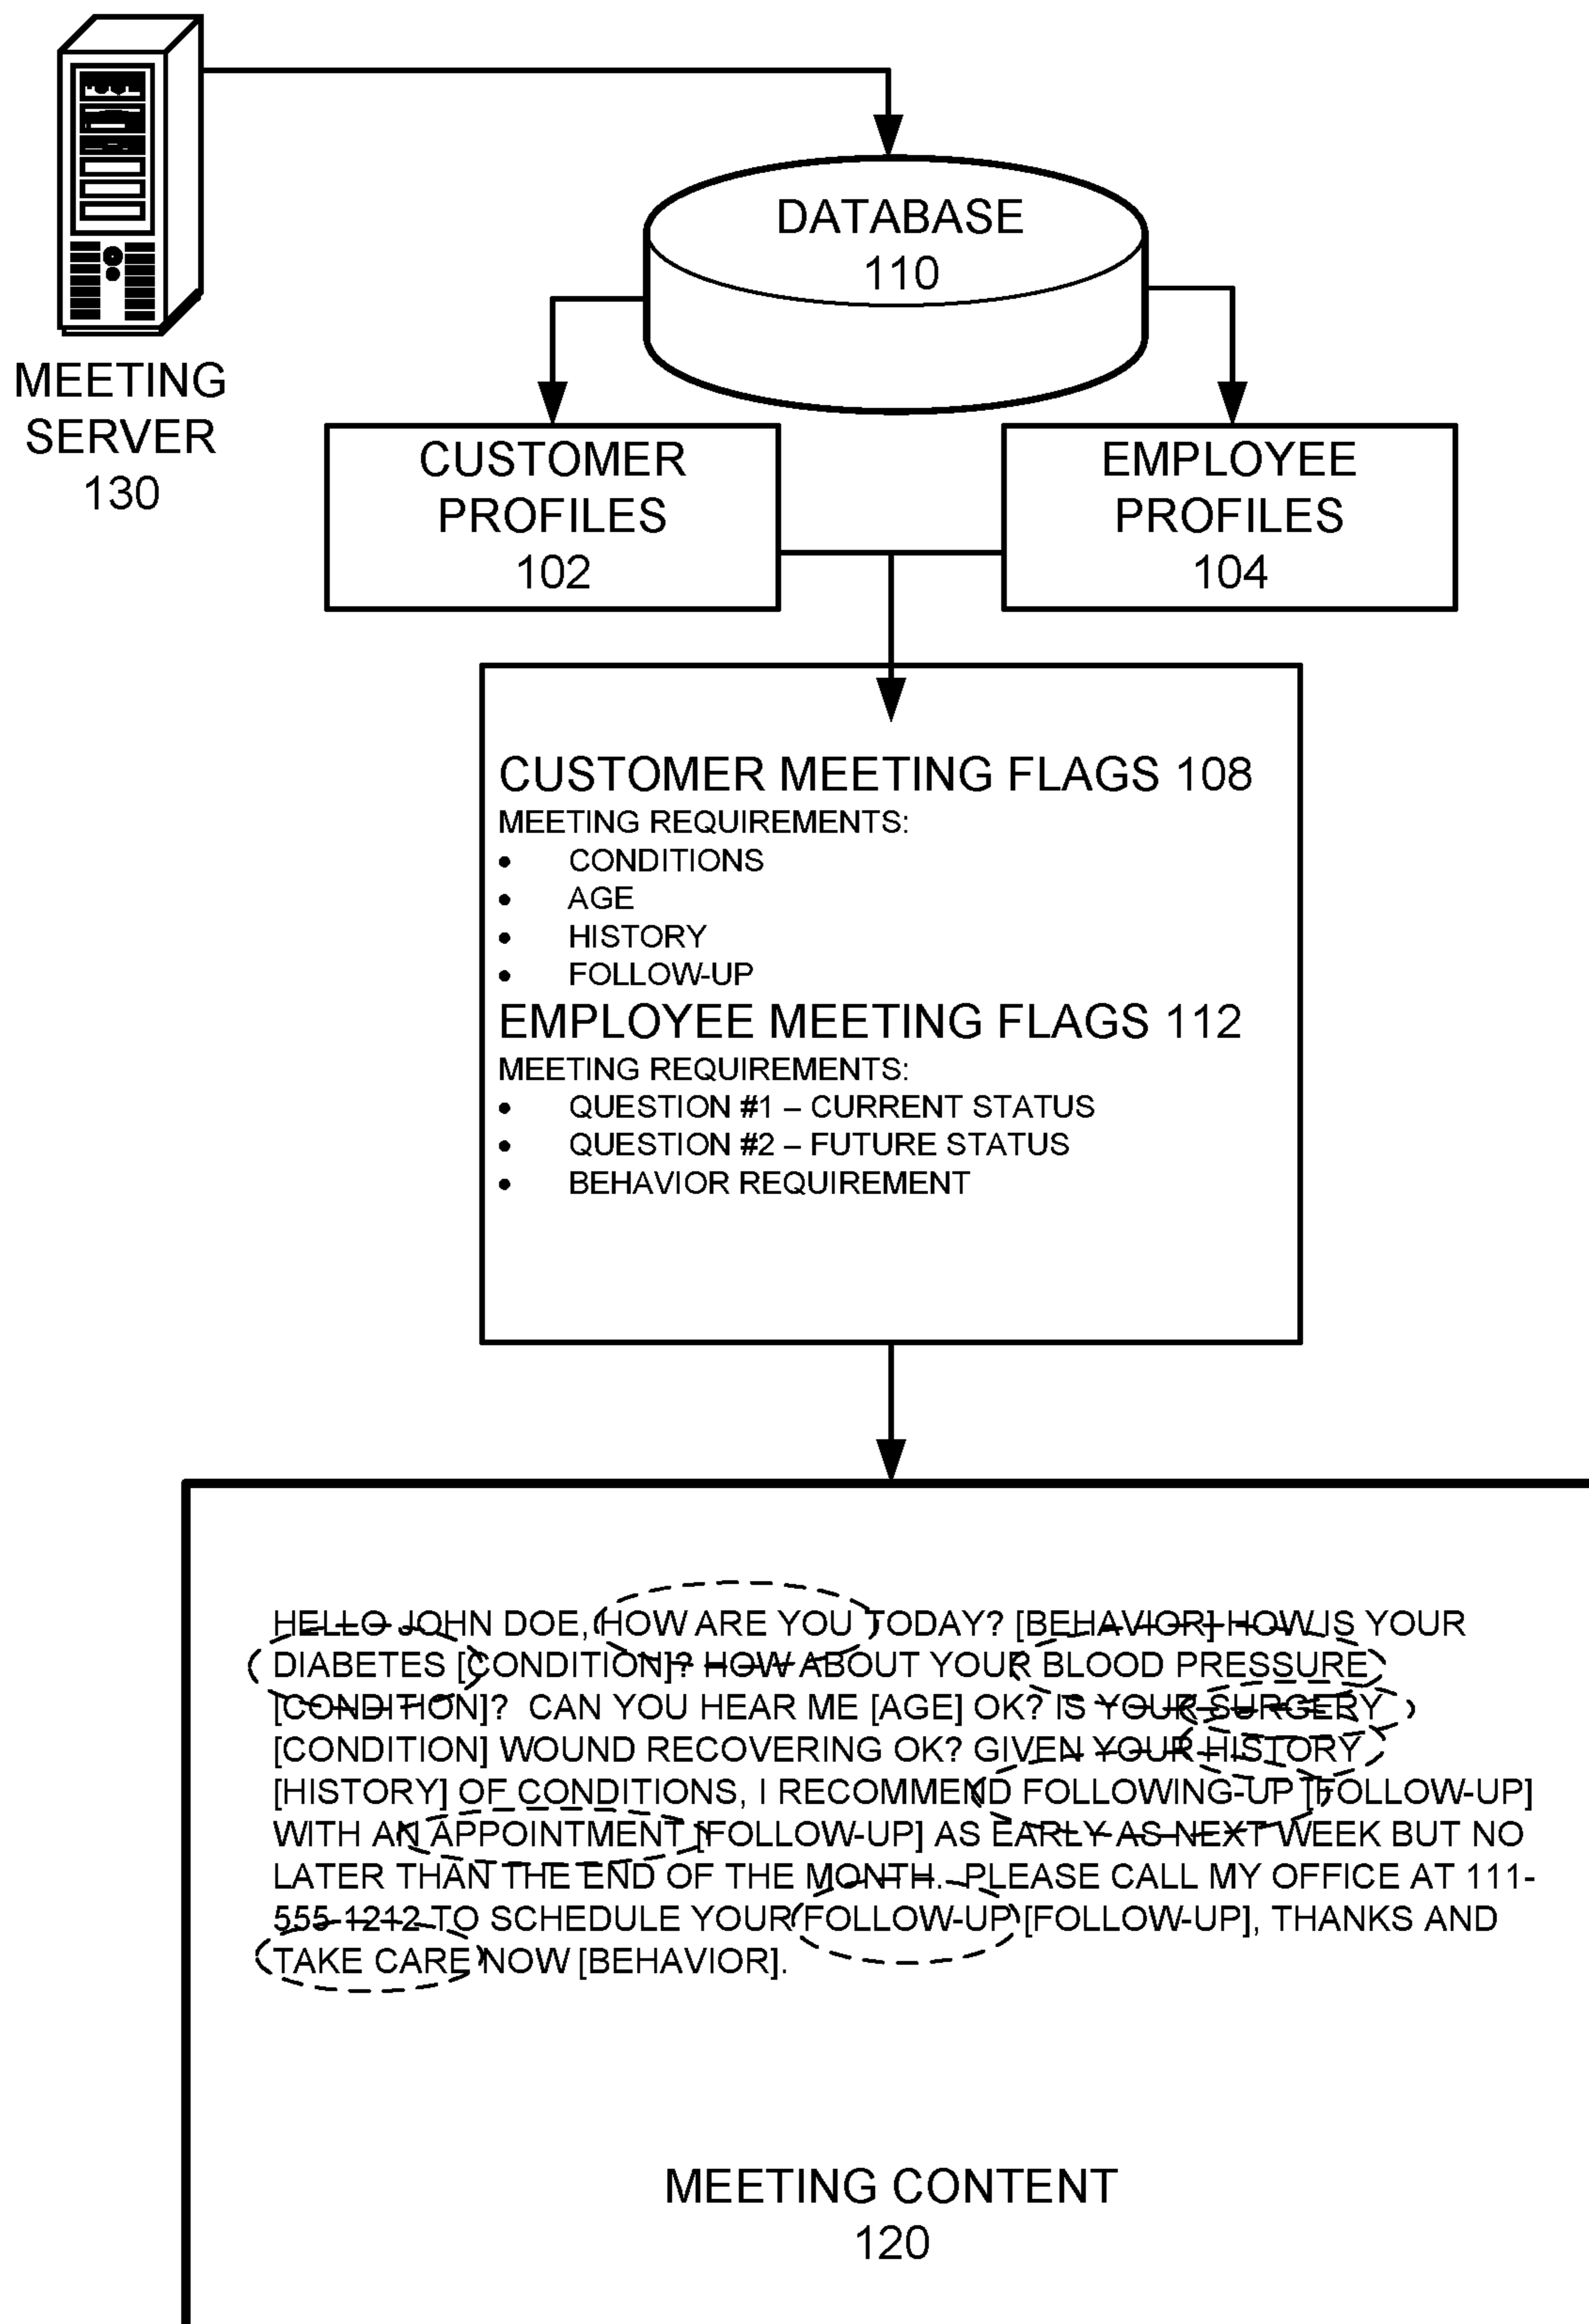 DATABASE
110
MEETING
SERVER
130
CUSTOMER
PROFILES
102
EMPLOYEE
PROFILES
104
CUSTOMER MEETING FLAGS 108
MEETING REQUIREMENTS:
• CONDITIONS
• AGE
• HISTORY
• FOLLOW-UP
EMPLOYEE MEETING FLAGS 112
MEETING REQUIREMENTS:
• QUESTION #1 – CURRENT STATUS
• QUESTION #2 – FUTURE STATUS
• BEHAVIOR REQUIREMENT
HELLO JOHN DOE, HOW ARE YOU TODAY? [BEHAVIOR] HOW IS YOUR
DIABETES [CONDITION]? HOW ABOUT YOUR BLOOD PRESSURE
[CONDITION]? CAN YOU HEAR ME [AGE] OK? IS YOUR SURGERY
[CONDITION] WOUND RECOVERING OK? GIVEN YOUR HISTORY
[HISTORY] OF CONDITIONS, I RECOMMEND FOLLOWING-UP [FOLLOW-UP]
WITH AN APPOINTMENT [FOLLOW-UP] AS EARLY AS NEXT WEEK BUT NO
LATER THAN THE END OF THE MONTH. PLEASE CALL MY OFFICE AT 111-
555-1212 TO SCHEDULE YOUR FOLLOW-UP [FOLLOW-UP], THANKS AND
TAKE CARE NOW [BEHAVIOR].
MEETING CONTENT
120